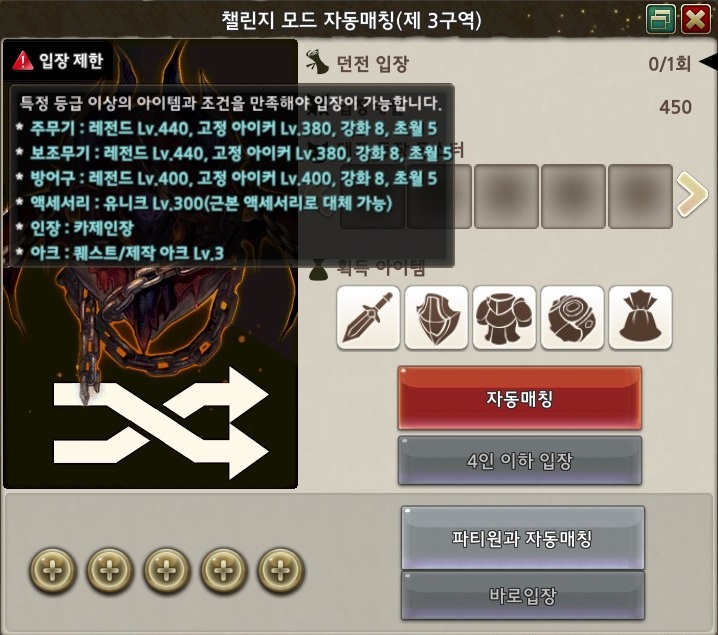 챌린지 모드 자동매칭(제 3구역)
입장 제한
던전 입장
0/1회
특정 등급 이상의 아이템과 조건을 만족해야 입장이 가능합니다.
450
* 주무기 : 레전드 Lv.440, 고정 아이커 Lv.380, 강화 8, 초월 5
* 보조무기 : 레전드 Lv.440, 고정 아이커 Lv.380, 강화 8, 초월 5
* 방어구 : 레전드 Lv.400, 고정 아이커 Lv.400, 강화 8, 초월 5
* 액세서리 : 유니크 Lv.300(근본 액세서리로 대체 가능)
* 인장 : 카제인장
* 아크 : 퀘스트/제작 아크 Lv.3
획득 아이템
자동매칭
4인 이하 입장
파티원과 자동매칭
바로입장